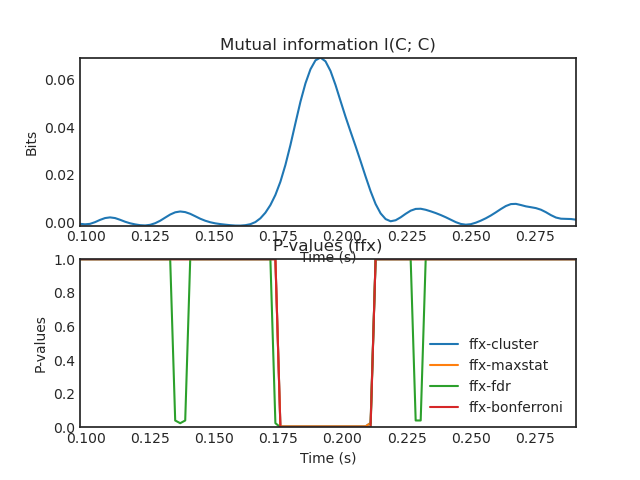 Mutual information I(C; C)
0.06
0.04
0.02
0.00
Bits
0.100 0.125 0.150 0.175 0.200 0.225 0.250 0.275
Time (s)
P-values (ffx)
1.0
0.8
0.6
0.4
0.2
0.0
P-values
ffx-cluster
ffx-maxstat
ffx-fdr
ffx-bonferroni
0.100 0.125 0.150 0.175 0.200 0.225 0.250 0.275
Time (s)